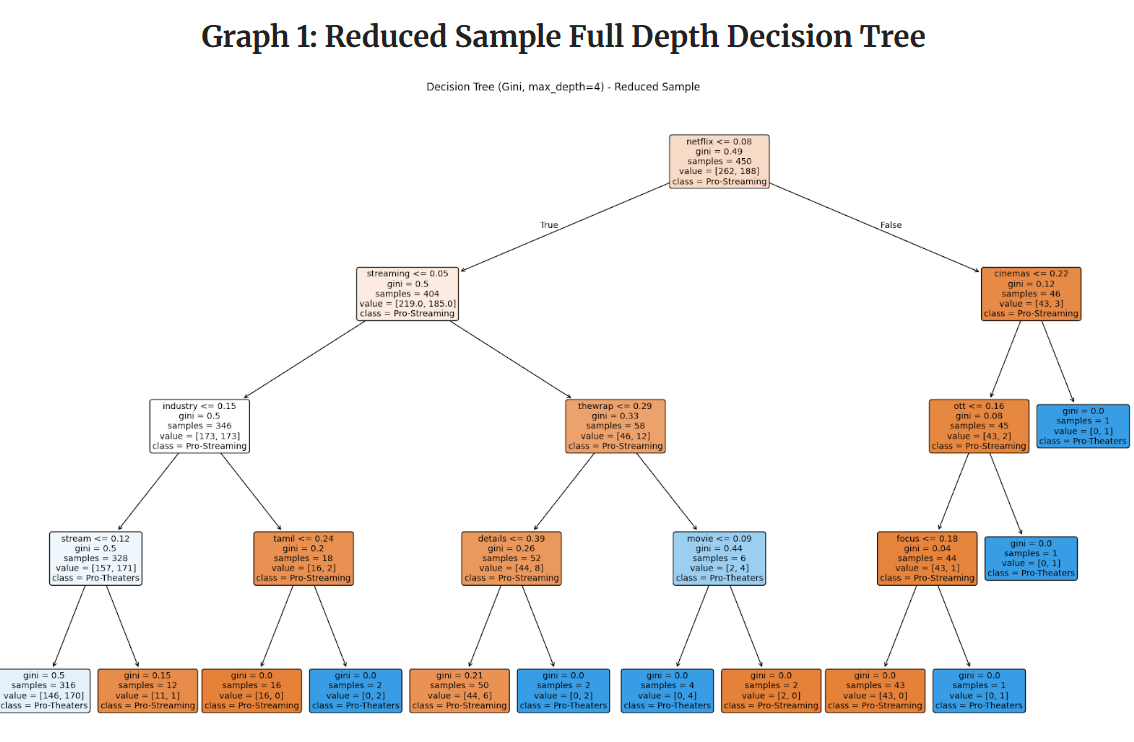 Graph 1: Reduced Sample Full Depth Decision Tree
Decision Tree (Gini, max_depth=4) - Reduced Sample
netflix <= 0.08
gini = 0.49
samples = 450
value = [262, 188]
class = Pro-Streaming
True
False
streaming <= 0.05
gini = 0.5
samples = 404
value = [219.0, 185.0]
class = Pro-Streaming
cinemas <= 0.22
gini = 0.12
samples = 46
value = [43, 3]
class = Pro-Streaming
industry <= 0.15
gini = 0.5
samples = 346
value = [173, 173]
class = Pro-Streaming
thewrap <= 0.29
gini = 0.33
samples = 58
value = [46, 12]
class = Pro-Streaming
ott <= 0.16
gini = 0.08
samples = 45
value = [43, 2]
class = Pro-Streaming
gini = 0.0
samples = 1
value = [0, 1]
class = Pro-Theaters
stream <= 0.12
gini = 0.5
samples = 328
value = [157, 171]
class = Pro-Theaters
tamil <= 0.24
gini = 0.2
samples = 18
value = [16, 2]
class = Pro-Streaming
details <= 0.39
gini = 0.26
samples = 52
value = [44, 8]
class = Pro-Streaming
movie <= 0.09
gini = 0.44
samples = 6
value = [2, 4]
class = Pro-Theaters
focus <= 0.18
gini = 0.04
samples = 44
value = [43, 1]
class = Pro-Streaming
gini = 0.0
samples = 1
value = [0, 1]
class = Pro-Theaters
gini = 0.5
samples = 316
value = [146, 170]
class = Pro-Theaters
gini = 0.15
samples = 12
value = [11, 1]
class = Pro-Streaming
gini = 0.0
samples = 16
value = [16, 0]
class = Pro-Streaming
gini = 0.0
samples = 2
value = [0, 2]
class = Pro-Theaters
gini = 0.21
samples = 50
value = [44, 6]
class = Pro-Streaming
gini = 0.0
samples = 2
value = [0, 2]
class = Pro-Theaters
gini = 0.0
samples = 4
value = [0, 4]
class = Pro-Theaters
gini = 0.0
samples = 2
value = [2, 0]
class = Pro-Streaming
gini = 0.0
samples = 43
value = [43, 0]
class = Pro-Streaming
gini = 0.0
samples = 1
value = [0, 1]
class = Pro-Theaters